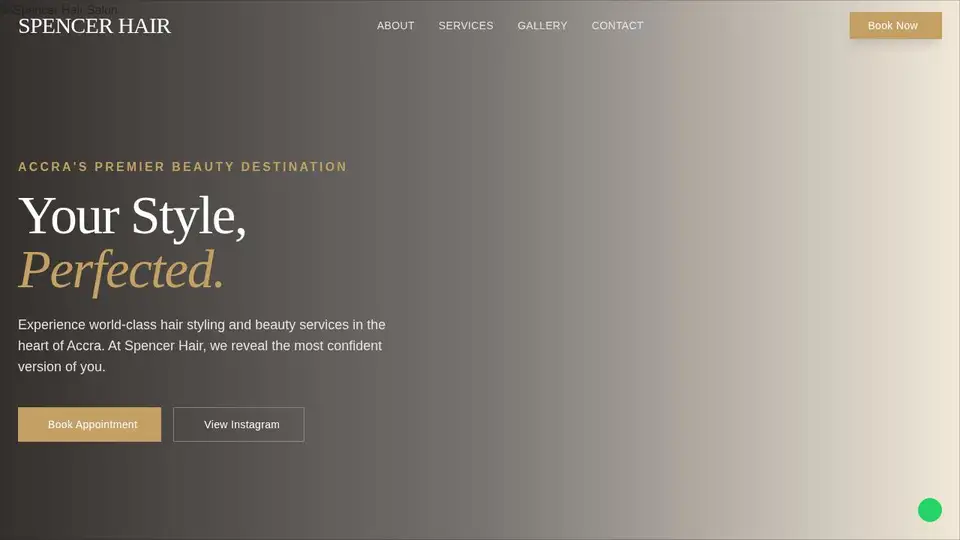 Spencer Hair Salon
SPENCER HAIR
ABOUT
SERVICES
GALLERY
CONTACT
Book Now
ACCRA'S PREMIER BEAUTY DESTINATION
Your Style,
Perfected.
Experience world-class hair styling and beauty services in the
heart of Accra. At Spencer Hair, we reveal the most confident
version of you.
Book Appointment
View Instagram